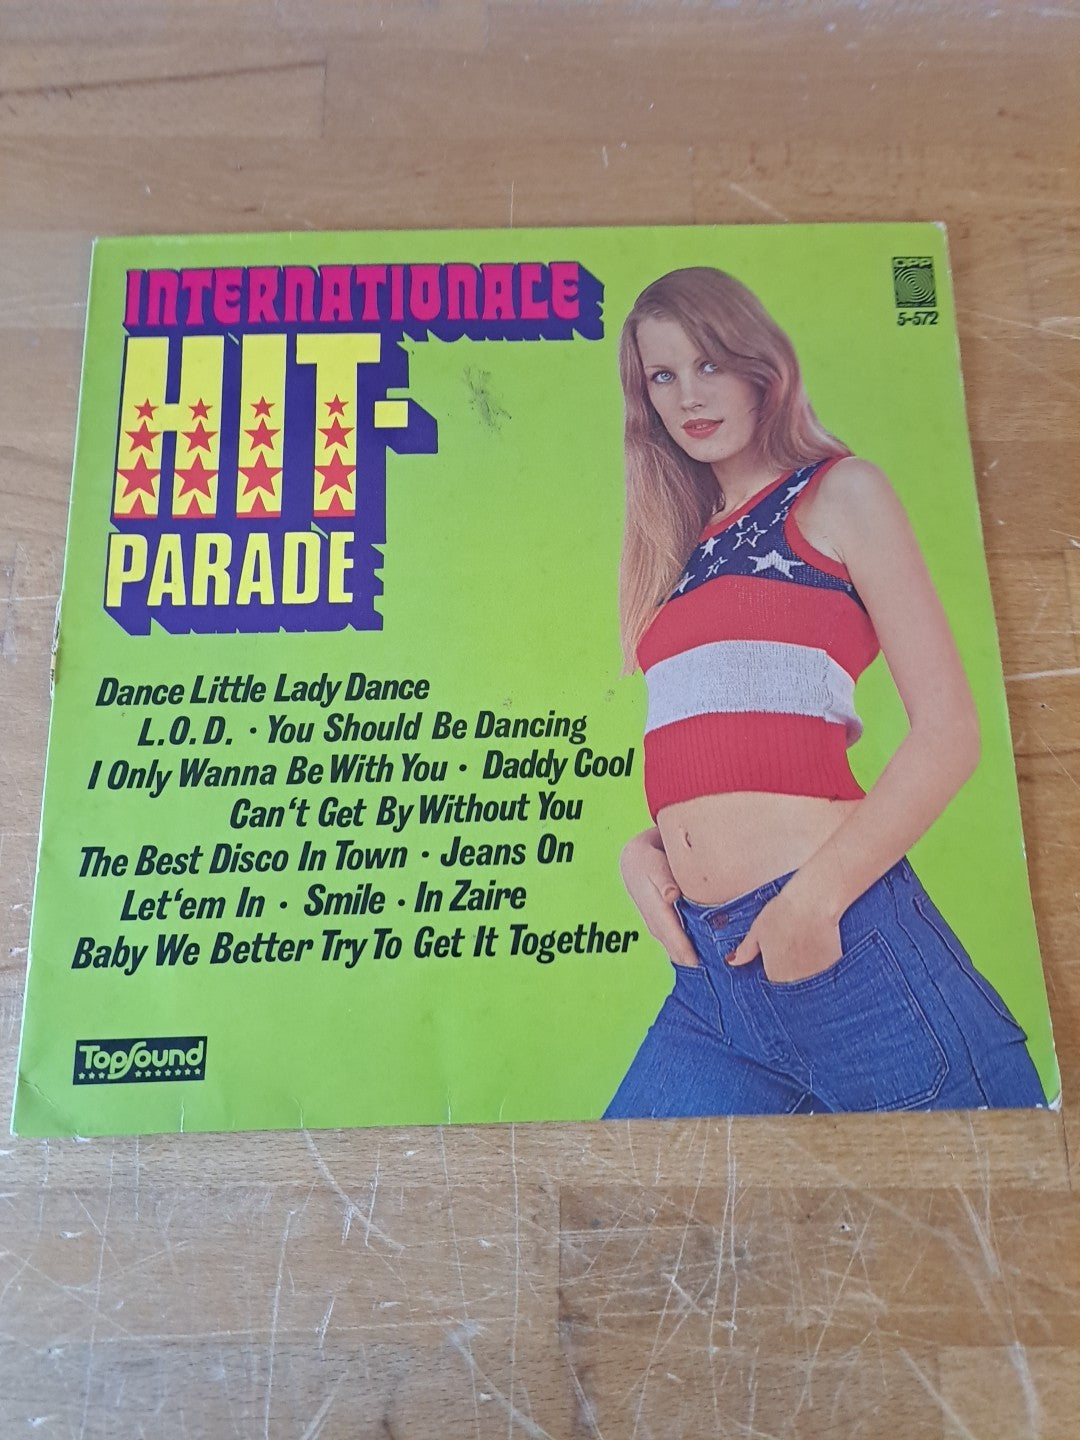 INTERNATIONALE
HIT-
PARADE
OPP
5-572
Dance Little Lady Dance
L.O.D. · You Should Be Dancing
I Only Wanna Be With You · Daddy Cool
Can't Get By Without You
The Best Disco In Town · Jeans On
Let'em In · Smile · In Zaire
Baby We Better Try To Get It Together
TopSound